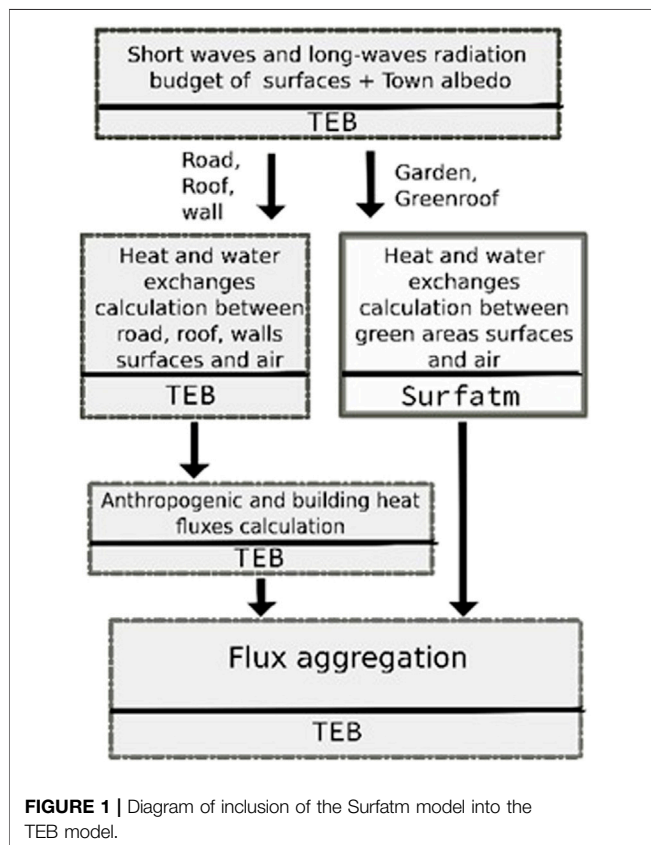 Short waves and long-waves radiation
budget of surfaces + Town albedo
TEB
Road,
Roof,
wall
Garden,
Greenroof
Heat and water
exchanges
calculation between
road, roof, walls
surfaces and air
TEB
Heat and water
exchanges
calculation between
green areas surfaces
and air
Surfatm
Anthropogenic and building heat
fluxes calculation
TEB
Flux aggregation
TEB
FIGURE 1 | Diagram of inclusion of the Surfatm model into the
TEB model.